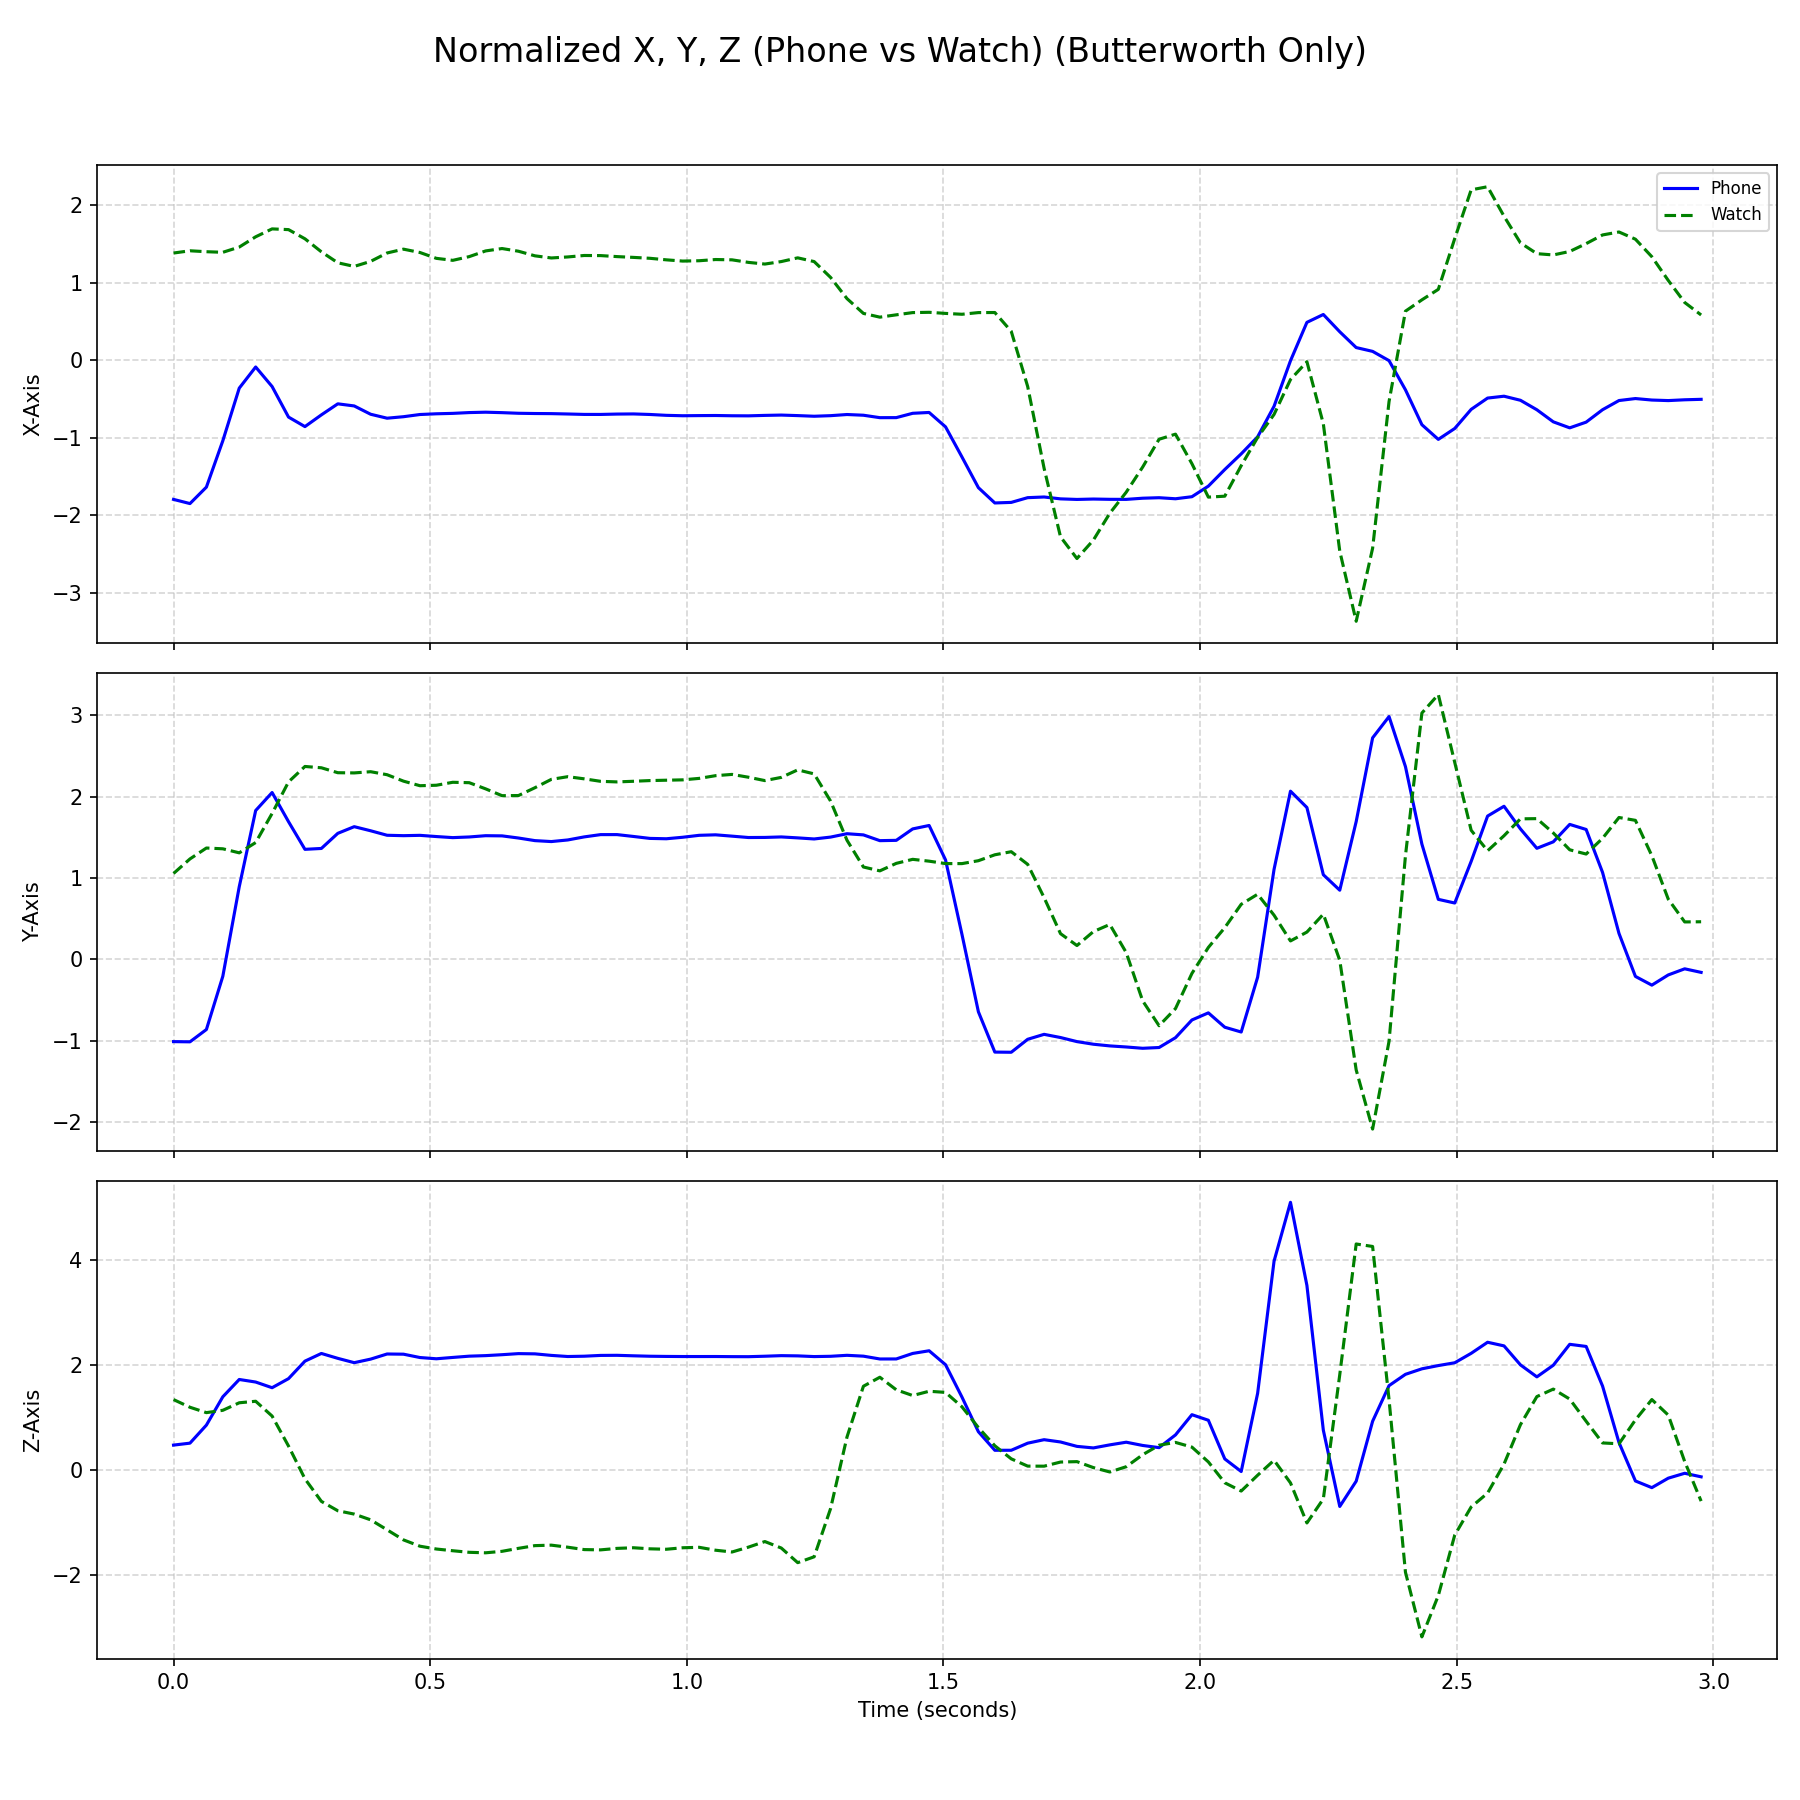 Normalized X, Y, Z (Phone vs Watch) (Butterworth Only)
Phone
Watch
2
1
0
−1
−2
−3
X-Axis
3
2
1
0
−1
−2
Y-Axis
4
2
0
−2
Z-Axis
0.0 0.5 1.0 1.5 2.0 2.5 3.0
Time (seconds)